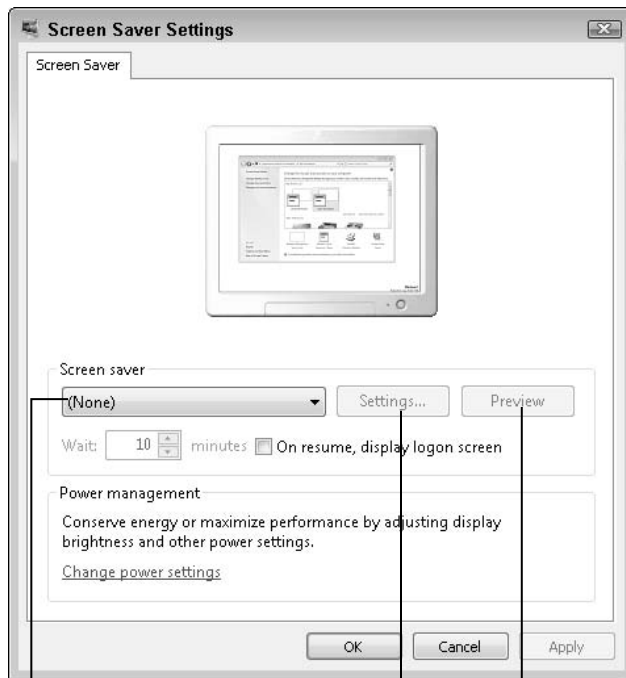 Screen Saver Settings
Screen Saver
Screen saver
(None)
Settings...
Preview
Wait: 10 minutes On resume, display logon screen
Power management
Conserve energy or maximize performance by adjusting display
brightness and other power settings.
Change power settings
OK
Cancel
Apply